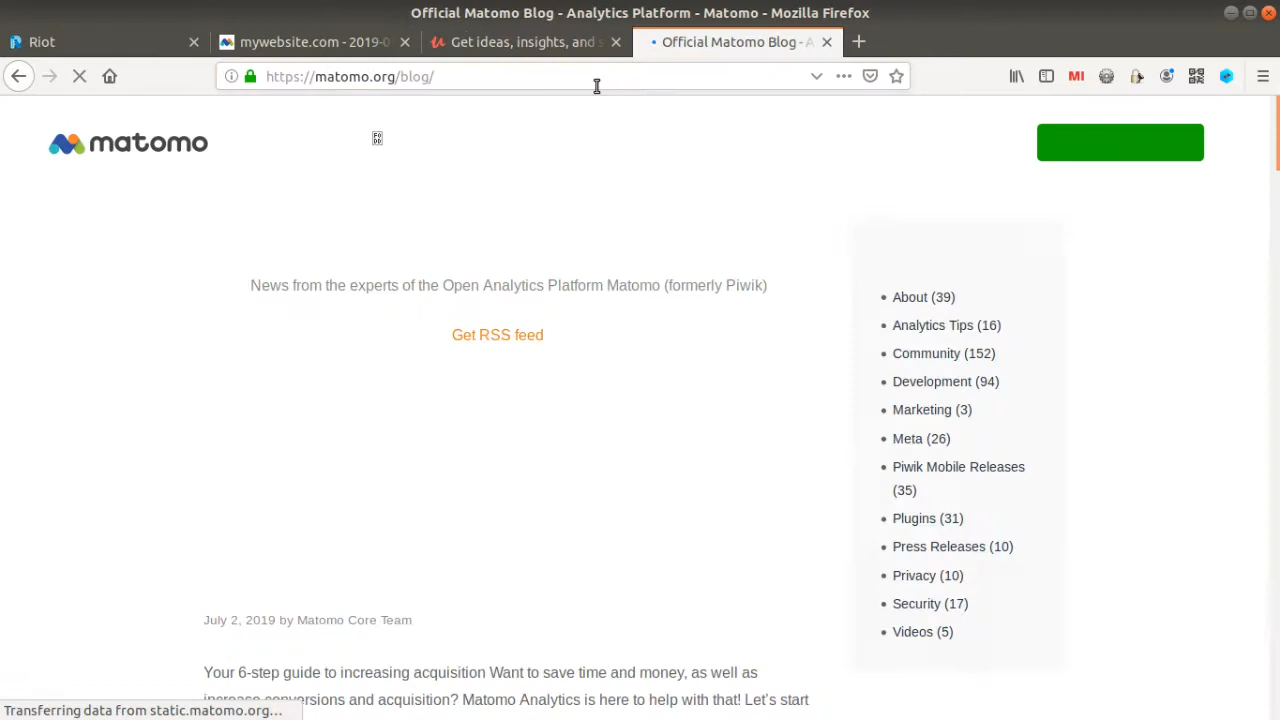 Official Matomo Blog - Analytics Platform - Matomo - Mozilla Firefox
Riot
mywebsite.com - 2019-0
Get ideas, insights, and s
Official Matomo Blog - A
https://matomo.org/blog/
MI
matomo
News from the experts of the Open Analytics Platform Matomo (formerly Piwik)
Get RSS feed
About (39)
Analytics Tips (16)
Community (152)
Development (94)
Marketing (3)
Meta (26)
Piwik Mobile Releases
(35)
Plugins (31)
Press Releases (10)
Privacy (10)
Security (17)
Videos (5)
July 2, 2019 by Matomo Core Team
Your 6-step guide to increasing acquisition Want to save time and money, as well as
increase conversions and acquisition? Matomo Analytics is here to help with that! Let's start
Transferring data from static.matomo.org...